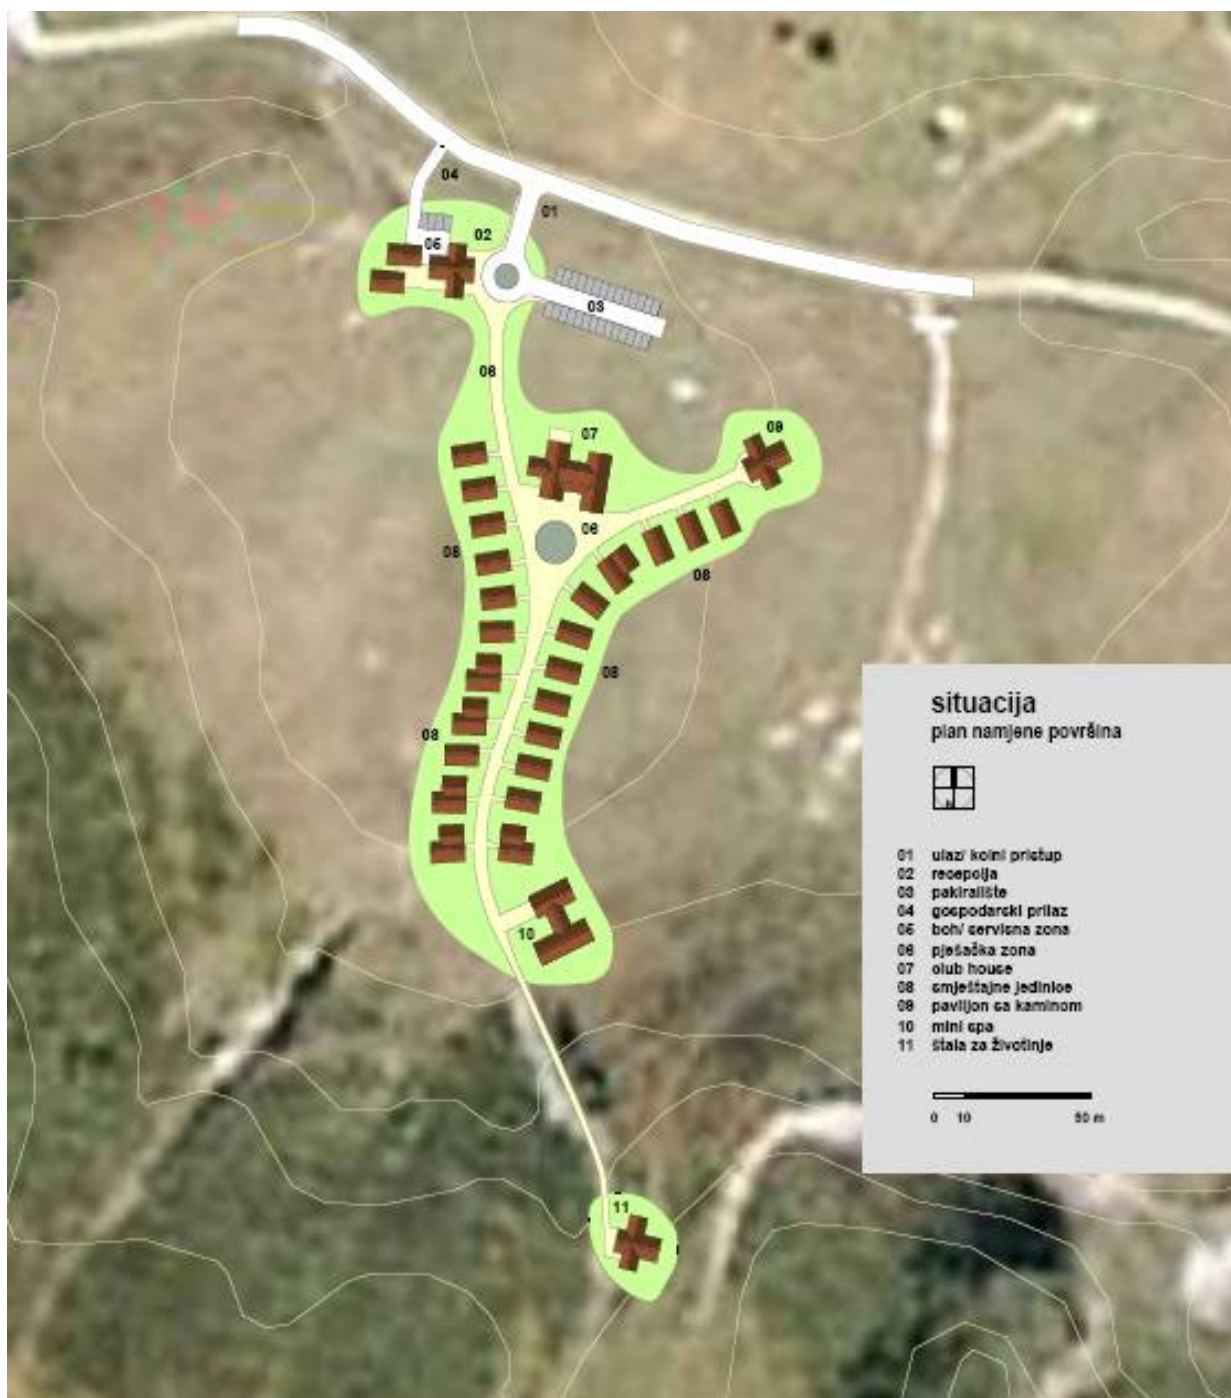 04
01
02
05
03
06
07
09
06
08
08
08
08
10
11
situacija
plan namjene površina
01 ulaz/ kolni pristup
02 recepcija
03 pakiralište
04 gospodarski prilaz
05 boh/ servisna zona
06 pješačka zona
07 club house
08 smještajne jedinice
09 paviljon sa kaminom
10 mini spa
11 štala za životinje
0 10 50 m